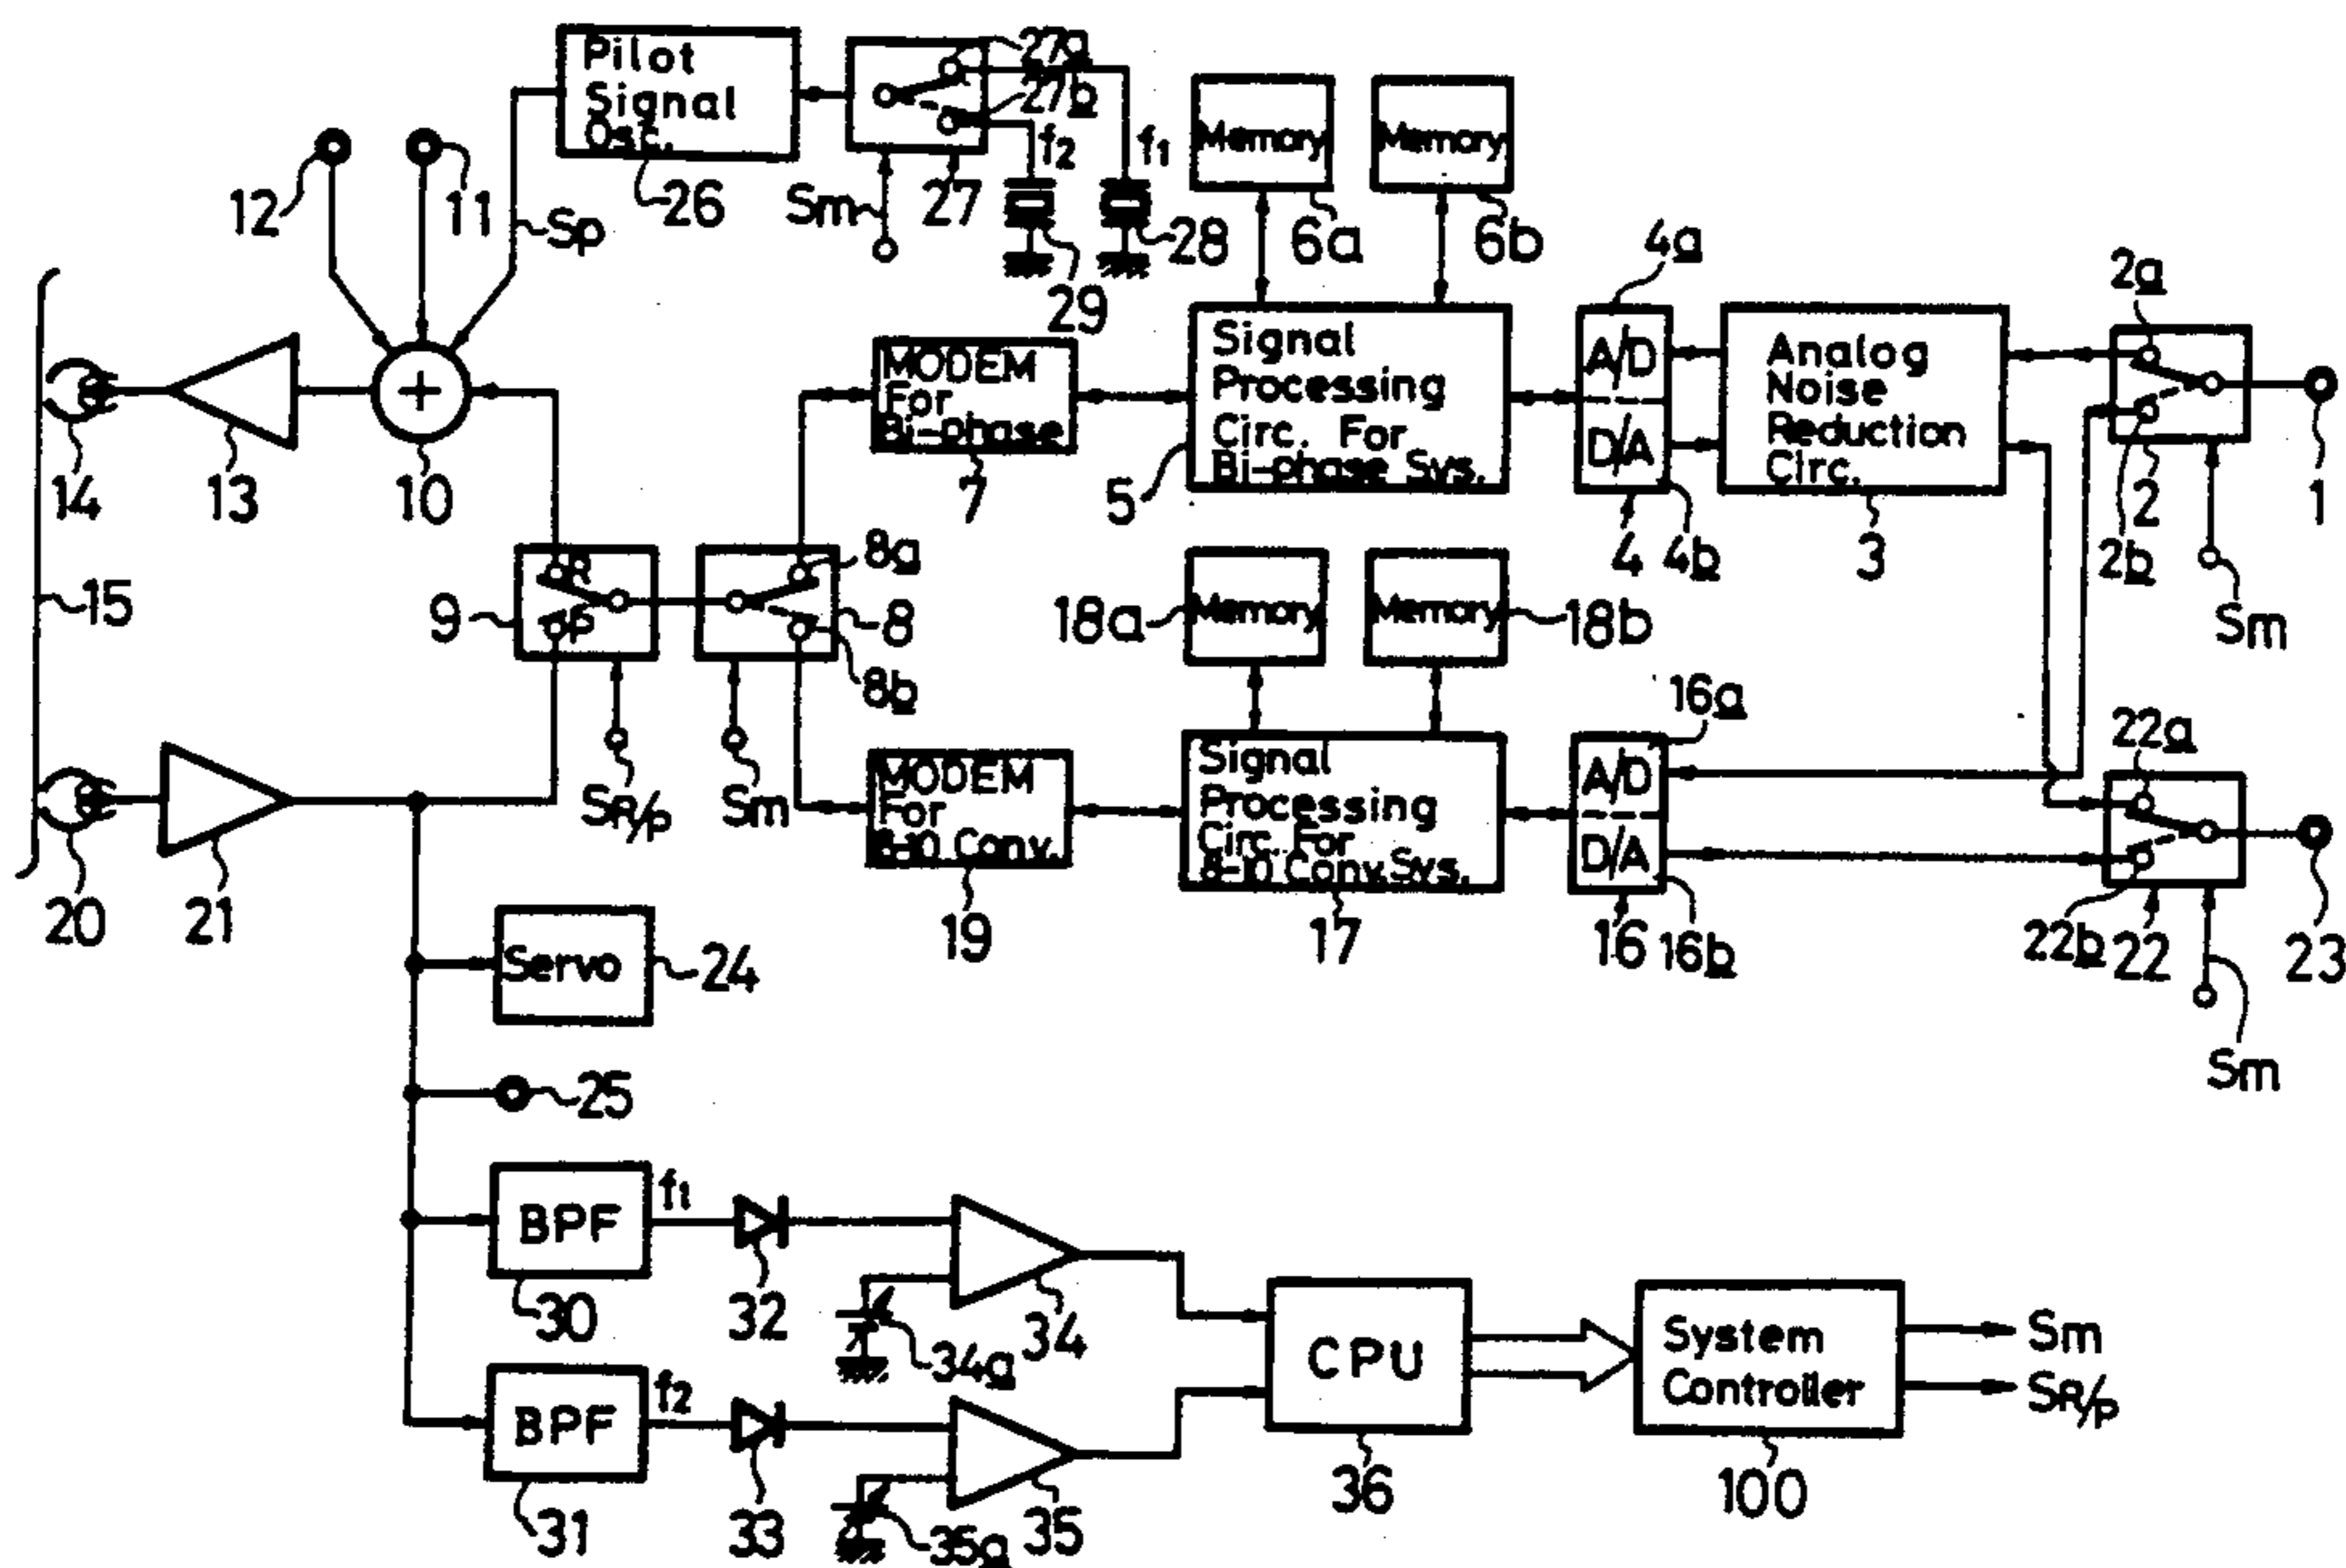 Pilot
Signal
Osc.
26
27a
27b
27
Sm
f2
f1
29
28
12
11
Sp
Memory
6a
Memory
6b
14
13
10
15
MODEM
For
Bi-phase
7
Signal
Processing
Circ. For
Bi-phase Sys.
5
4a
A/D
D/A
4
4b
Analog
Noise
Reduction
Circ.
3
2a
2
2b
1
Sm
R
P
9
8a
8
8b
SR/P
Sm
18a
Memory
Memory
18b
20
21
MODEM
For
8-10 Conv.
19
Signal
Processing
Circ. For
8-10 Conv. Sys.
17
16a
A/D
D/A
16
16b
22a
22b
22
23
Sm
Servo
24
25
BPF
f1
30
32
34a
34
BPF
f2
31
33
35a
35
CPU
36
System
Controller
100
Sm
SR/P